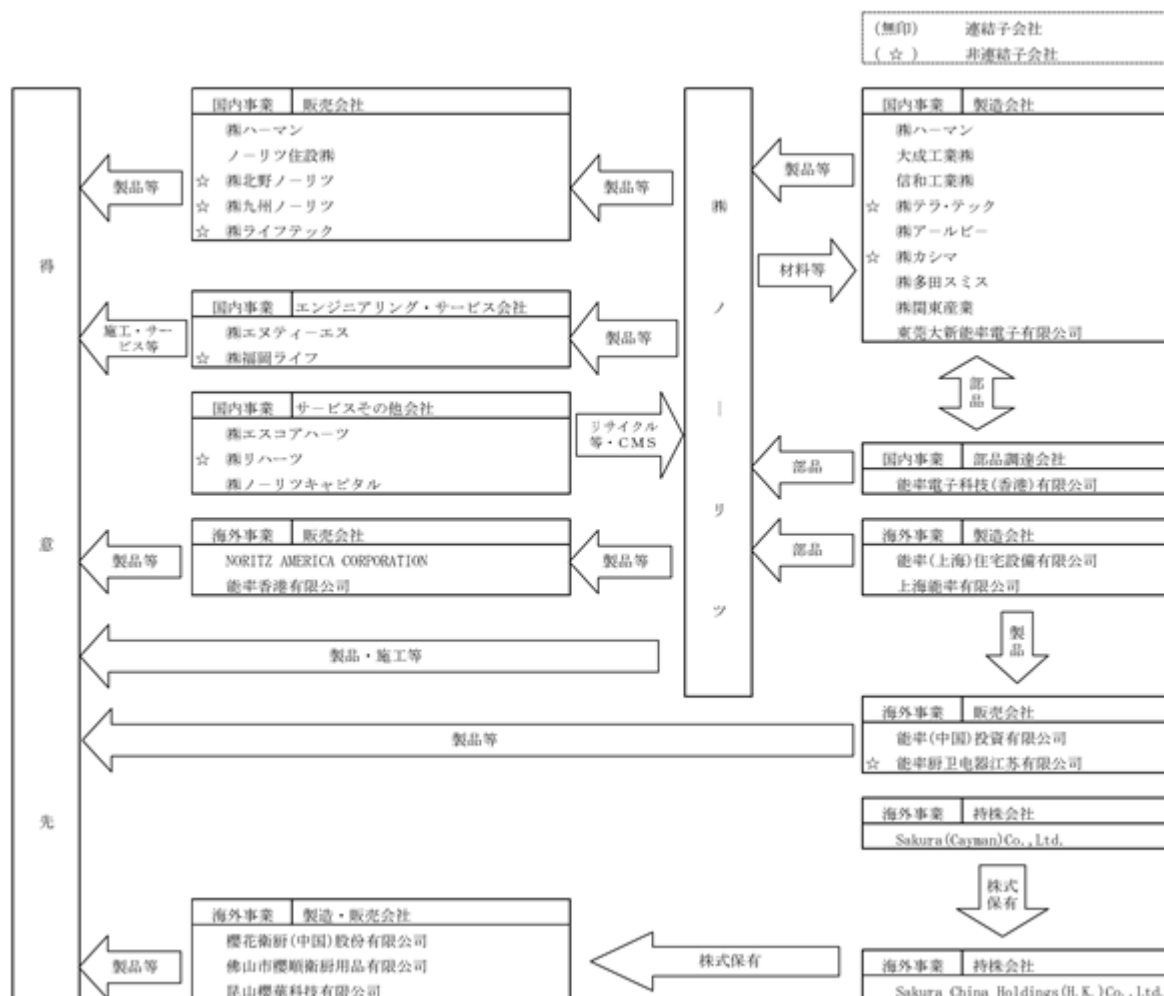 (無印) 連結子会社
( ☆ ) 非連結子会社
得意先
国内事業 販売会社
㈱ハーマン
ノーリツ住設㈱
☆ ㈱北野ノーリツ
☆ ㈱九州ノーリツ
☆ ㈱ライフテック
製品等
製品等
国内事業 エンジニアリング・サービス会社
㈱エヌティーエス
☆ ㈱福岡ライフ
施工・サー
ビス等
製品等
国内事業 サービスその他会社
㈱エスコアハーツ
☆ ㈱リハーツ
㈱ノーリツキャピタル
リサイクル
等・CMS
海外事業 販売会社
NORITZ AMERICA CORPORATION
能率香港有限公司
製品等
製品等
製品・施工等
製品等
㈱ノーリツ
製品等
材料等
部品
部品
国内事業 製造会社
㈱ハーマン
大成工業㈱
信和工業㈱
☆ ㈱テラ・テック
㈱アールビー
☆ ㈱カシマ
㈱多田スミス
㈱関東産業
東莞大新能率電子有限公司
部品
国内事業 部品調達会社
能率電子科技(香港)有限公司
海外事業 製造会社
能率(上海)住宅設備有限公司
上海能率有限公司
製品
海外事業 販売会社
能率(中国)投資有限公司
☆ 能率厨卫电器江苏有限公司
海外事業 持株会社
Sakura(Cayman)Co.,Ltd.
株式
保有
海外事業 持株会社
Sakura China Holdings(H.K.)Co.,Ltd.
株式保有
海外事業 製造・販売会社
櫻花衛厨(中国)股份有限公司
佛山市櫻順衛厨用品有限公司
昆山櫻華科技有限公司
製品等